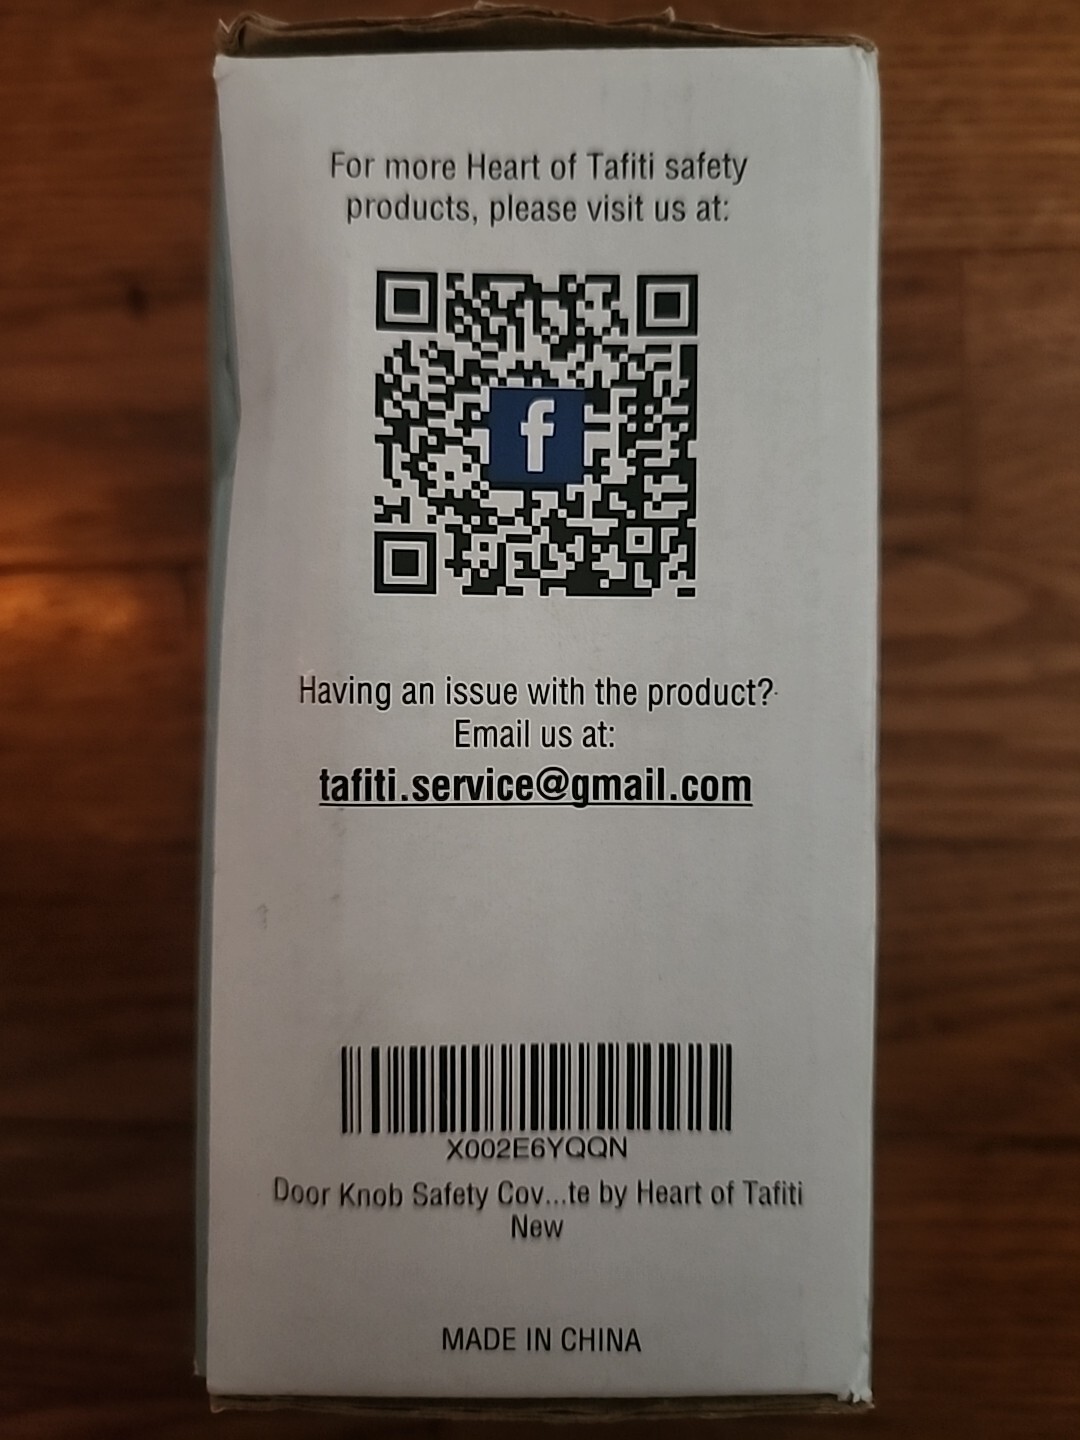 For more Heart of Tafiti safety
products, please visit us at:
f
Having an issue with the product?
Email us at:
tafiti.service@gmail.com
X002E6YQQN
Door Knob Safety Cov...te by Heart of Tafiti
New
MADE IN CHINA